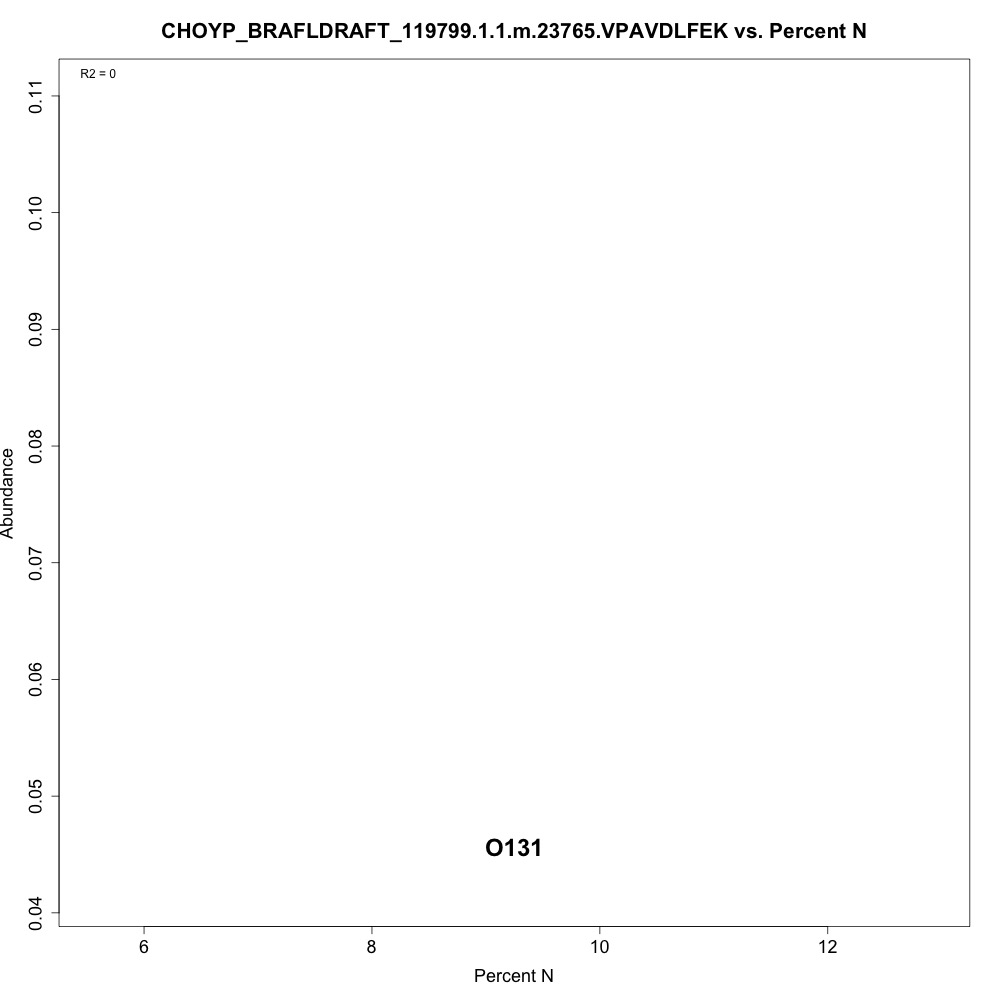 CHOYP_BRAFLDRAFT_119799.1.1.m.23765.VPAVDLFEK vs. Percent N
R2 = 0
0.11
0.10
0.09
0.08
0.07
0.06
0.05
0.04
Abundance
O131
6 8 10 12
Percent N